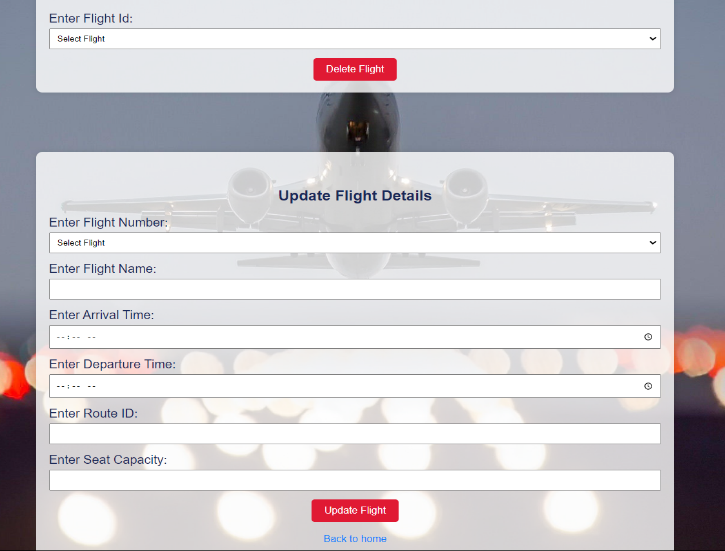 Enter Flight Id:
Select Flight
Delete Flight
Update Flight Details
Enter Flight Number:
Select Flight
Enter Flight Name:
Enter Arrival Time:
--:-- --
Enter Departure Time:
--:-- --
Enter Route ID:
Enter Seat Capacity:
Update Flight
Back to home